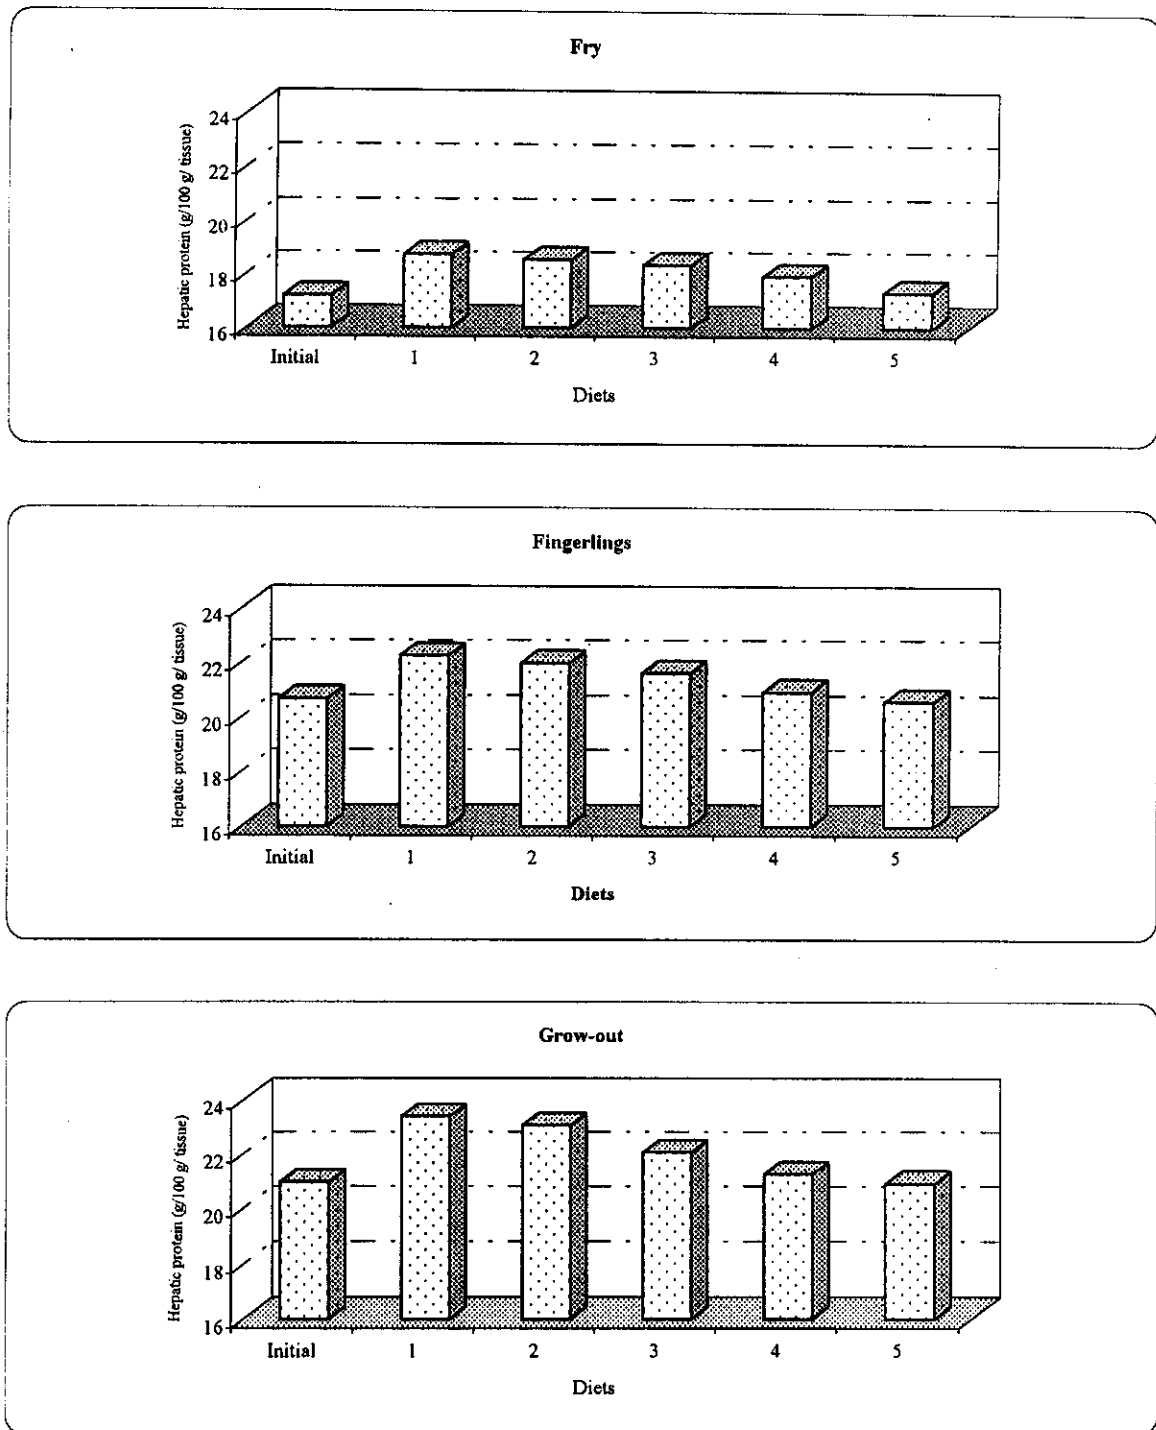 Fry
Hepatic protein (g/100 g/ tissue)
24
22
20
18
16
Initial 1 2 3 4 5
Diets
Fingerlings
Hepatic protein (g/100 g/ tissue)
24
22
20
18
16
Initial 1 2 3 4 5
Diets
Grow-out
Hepatic protein (g/100 g/ tissue)
24
22
20
18
16
Initial 1 2 3 4 5
Diets